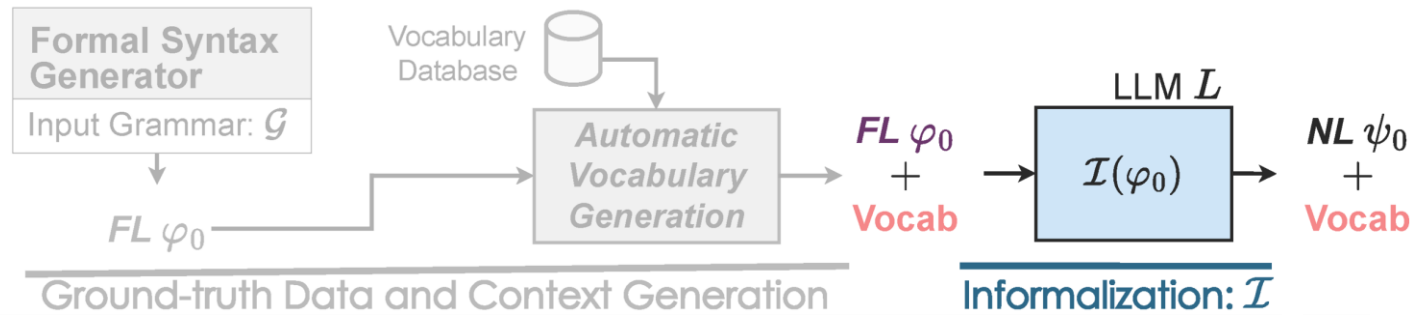 Formal Syntax
Generator
Input Grammar: 𝒢
FL φ₀
Vocabulary
Database
Automatic
Vocabulary
Generation
FL φ₀
+
Vocab
LLM L
ℐ(φ₀)
NL ψ₀
+
Vocab
Ground-truth Data and Context Generation
Informalization: ℐ